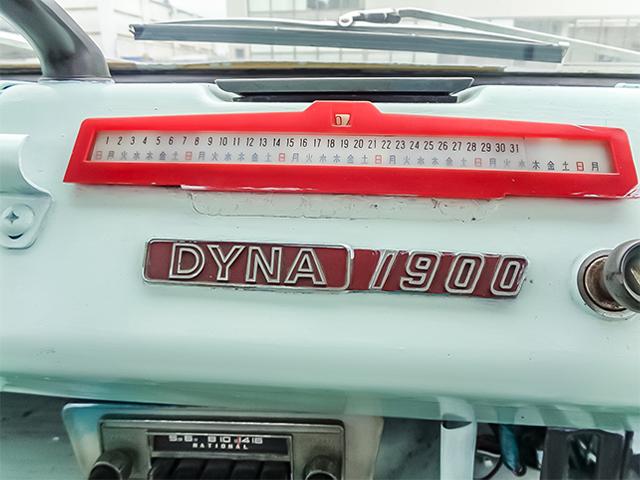 1 2 3 4 5 6 7 8 9 10 11 12 13 14 15 16 17 18 19 20 21 22 23 24 25 26 27 28 29 30 31
日 月 火 水 木 金 土 日 月 火 水 木 金 土 日 月 火 水 木 金 土 日 月 火 水 木 金 土 日 月 火 水 木 金 土 日 月
DYNA 1900
NATIONAL